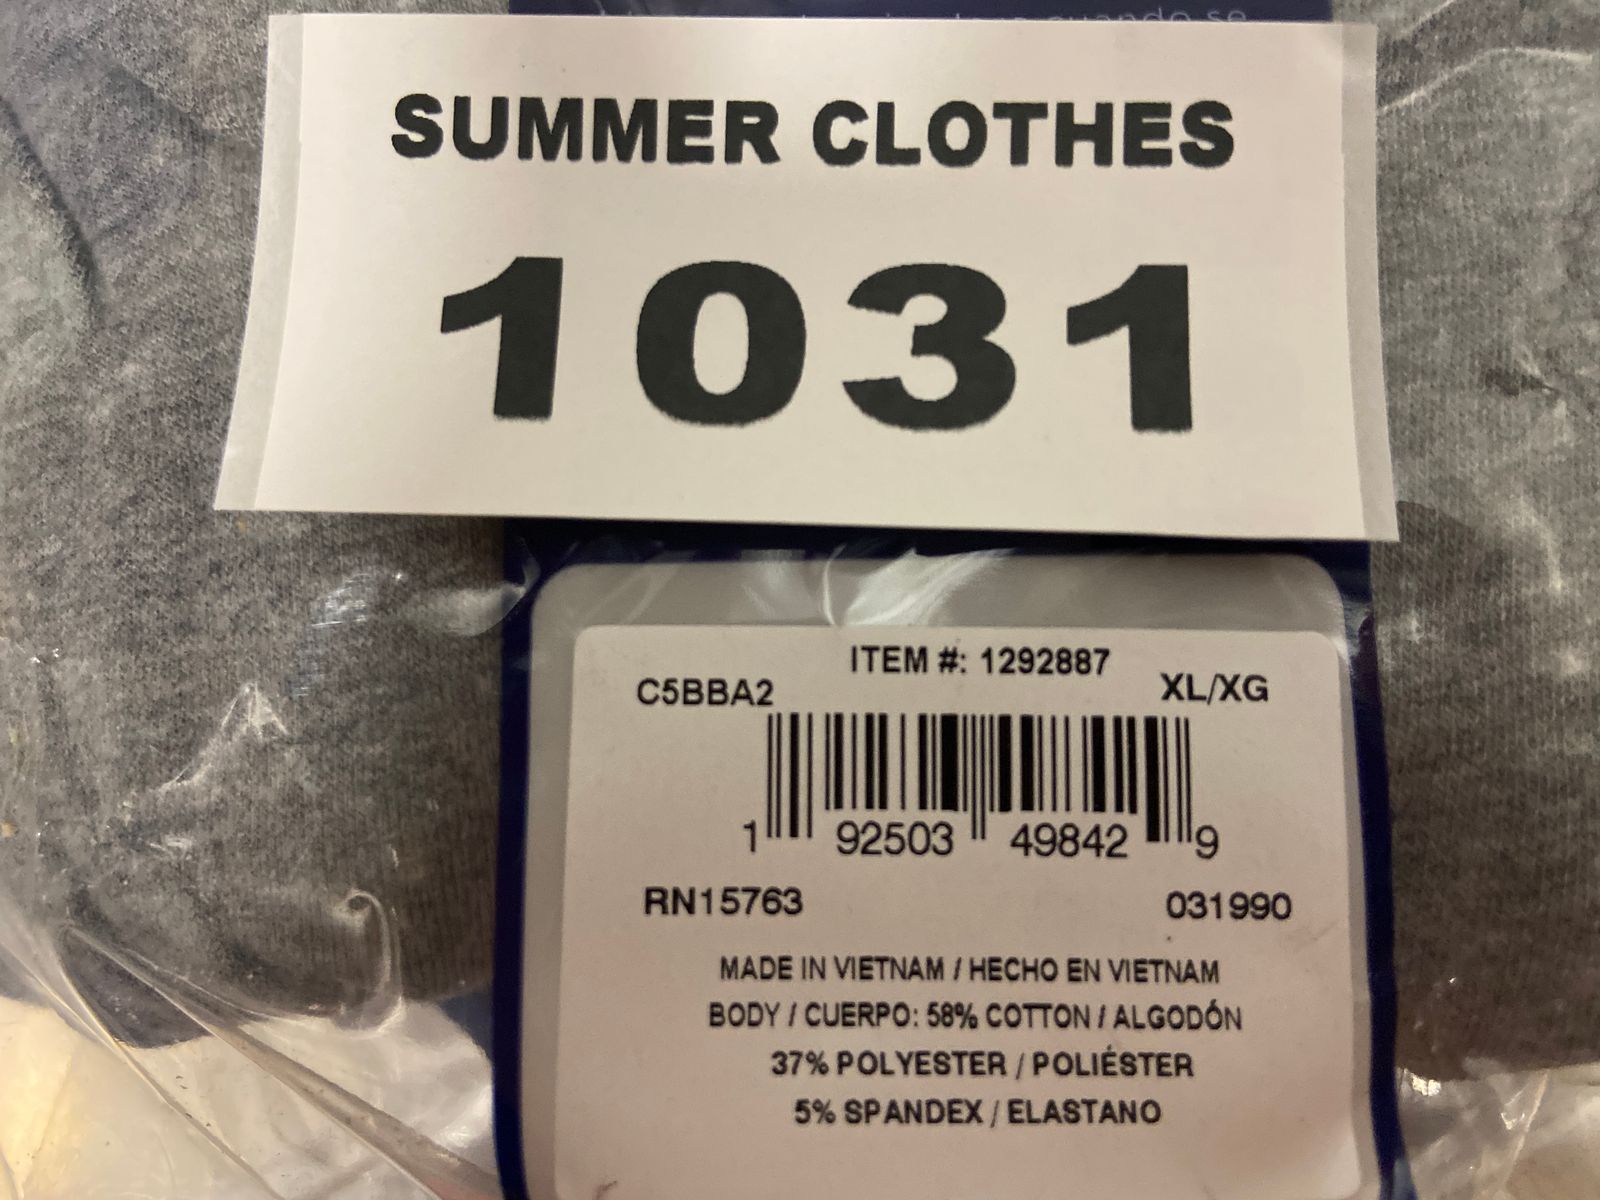 SUMMER CLOTHES
1031
ITEM #: 1292887
C5BBA2 XL/XG
1 92503 49842 9
RN15763 031990
MADE IN VIETNAM / HECHO EN VIETNAM
BODY / CUERPO: 58% COTTON / ALGODÓN
37% POLYESTER / POLIÉSTER
5% SPANDEX / ELASTANO